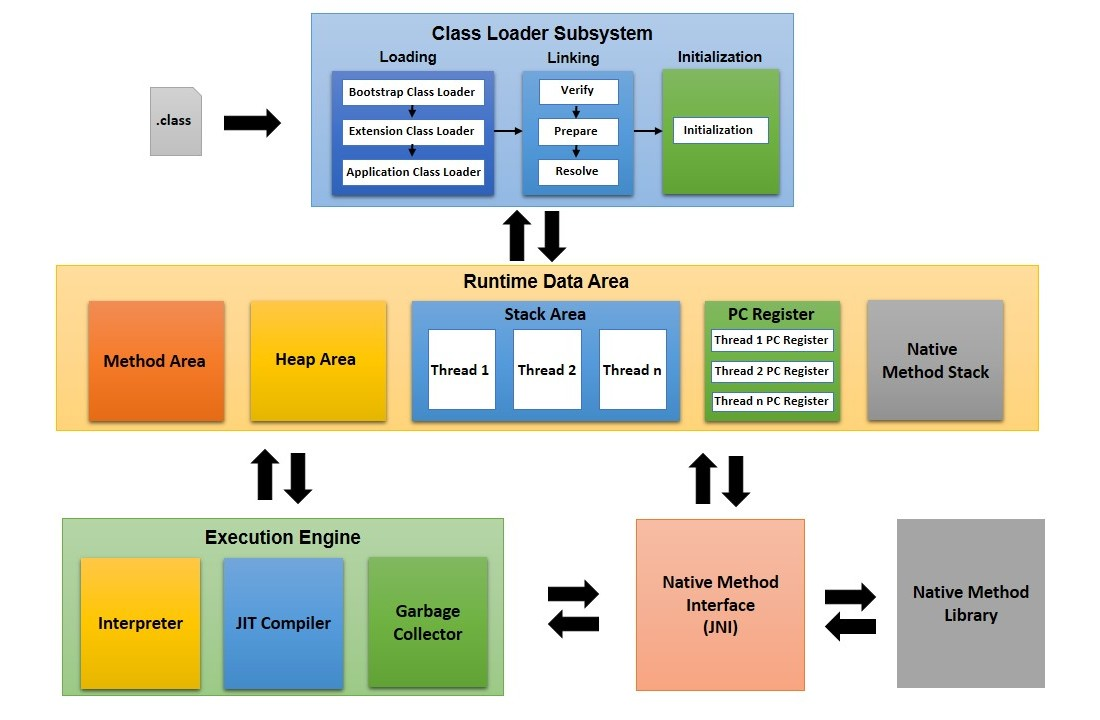 Class Loader Subsystem
Loading
Linking
Initialization
.class
Bootstrap Class Loader
Extension Class Loader
Application Class Loader
Verify
Prepare
Resolve
Initialization
Runtime Data Area
Method Area
Heap Area
Stack Area
Thread 1
Thread 2
Thread n
PC Register
Thread 1 PC Register
Thread 2 PC Register
Thread n PC Register
Native
Method Stack
Execution Engine
Interpreter
JIT Compiler
Garbage
Collector
Native Method
Interface
(JNI)
Native Method
Library